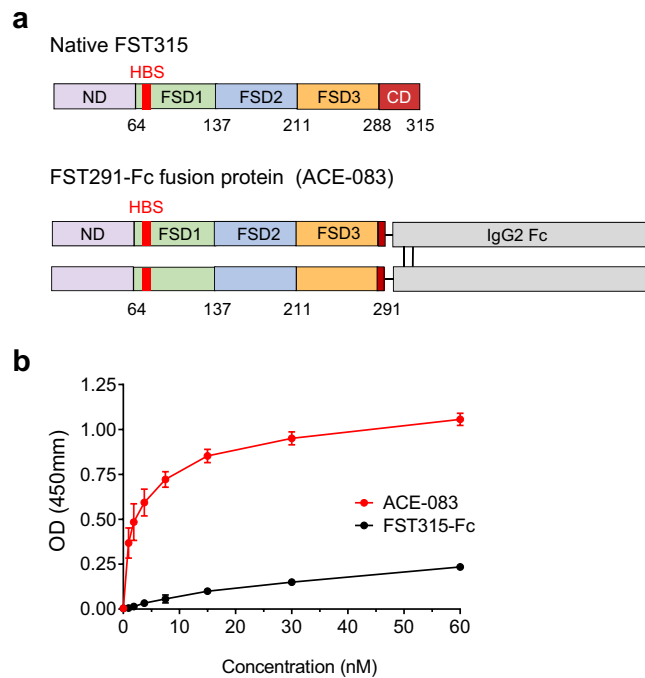 a
Native FST315
HBS
ND FSD1 FSD2 FSD3 CD
64 137 211 288 315
FST291-Fc fusion protein (ACE-083)
HBS
ND FSD1 FSD2 FSD3 IgG2 Fc
64 137 211 291
b
1.25
1.00
0.75
0.50
0.25
0.00
OD (450mm)
ACE-083
FST315-Fc
0 10 20 30 40 50 60
Concentration (nM)